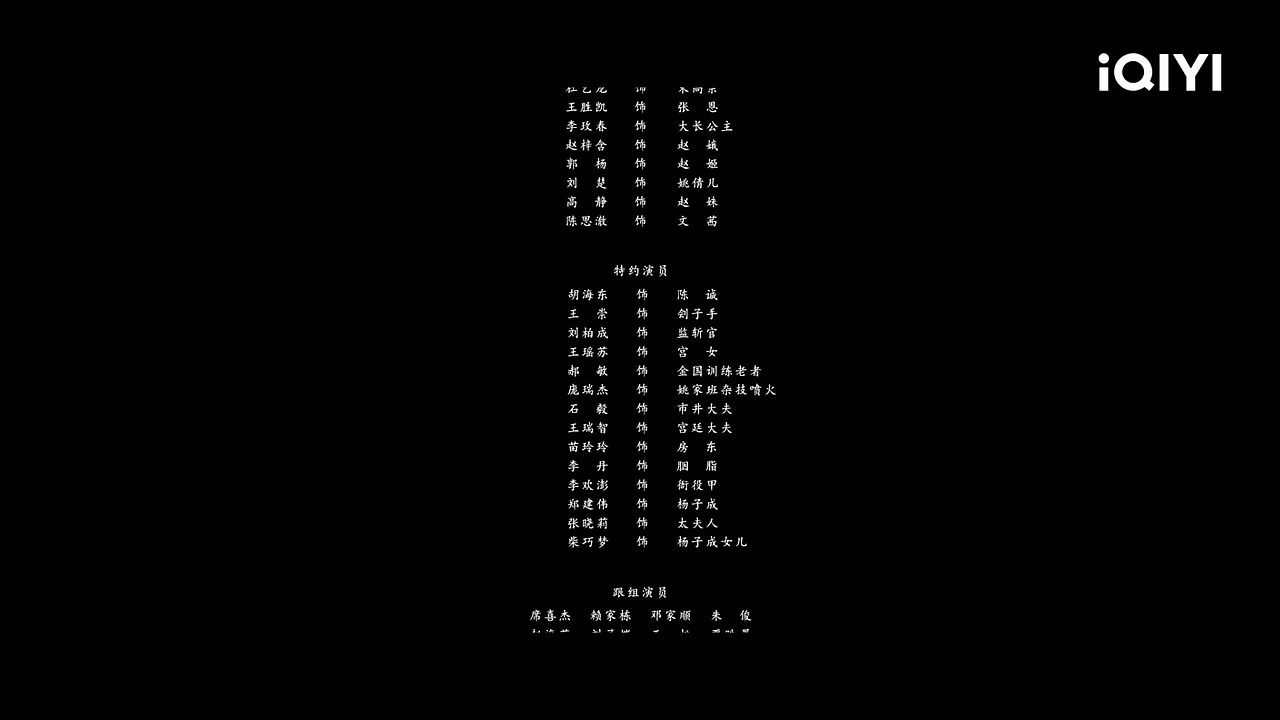 iQIYI
王胜凯 饰 张 恩
李玫春 饰 大长公主
赵梓含 饰 赵 娥
郭 杨 饰 赵 姬
刘 楚 饰 姚倩儿
高 静 饰 赵 姝
陈思澈 饰 文 茜
特约演员
胡海东 饰 陈 诚
王 崇 饰 刽子手
刘柏成 饰 监斩官
王瑶苏 饰 宫 女
郝 敏 饰 金国训练老者
庞瑞杰 饰 姚家班杂技喷火
石 毅 饰 市井大夫
王瑞智 饰 宫廷大夫
苗玲玲 饰 房 东
李 丹 饰 胭 脂
李欢澎 饰 衙役甲
郑建伟 饰 杨子成
张晓莉 饰 太夫人
柴巧梦 饰 杨子成女儿
跟组演员
席喜杰 赖家栋 邓家顺 朱 俊